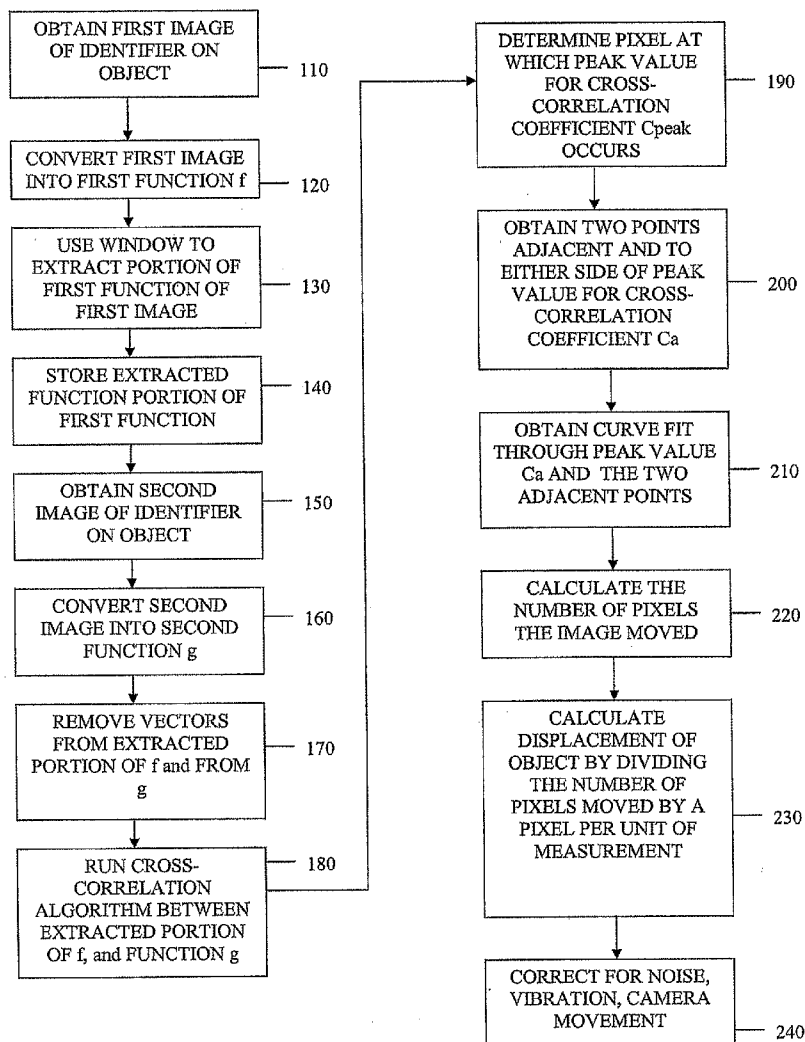 OBTAIN FIRST IMAGE
OF IDENTIFIER ON
OBJECT
110
CONVERT FIRST IMAGE
INTO FIRST FUNCTION f
120
USE WINDOW TO
EXTRACT PORTION OF
FIRST FUNCTION OF
FIRST IMAGE
130
STORE EXTRACTED
FUNCTION PORTION OF
FIRST FUNCTION
140
OBTAIN SECOND
IMAGE OF IDENTIFIER
ON OBJECT
150
CONVERT SECOND
IMAGE INTO SECOND
FUNCTION g
160
REMOVE VECTORS
FROM EXTRACTED
PORTION OF f and FROM
g
170
RUN CROSS-
CORRELATION
ALGORITHM BETWEEN
EXTRACTED PORTION
OF f, and FUNCTION g
180
DETERMINE PIXEL AT
WHICH PEAK VALUE
FOR CROSS-
CORRELATION
COEFFICIENT Cpeak
OCCURS
190
OBTAIN TWO POINTS
ADJACENT AND TO
EITHER SIDE OF PEAK
VALUE FOR CROSS-
CORRELATION
COEFFICIENT Ca
200
OBTAIN CURVE FIT
THROUGH PEAK VALUE
Ca AND THE TWO
ADJACENT POINTS
210
CALCULATE THE
NUMBER OF PIXELS
THE IMAGE MOVED
220
CALCULATE
DISPLACEMENT OF
OBJECT BY DIVIDING
THE NUMBER OF
PIXELS MOVED BY A
PIXEL PER UNIT OF
MEASUREMENT
230
CORRECT FOR NOISE,
VIBRATION, CAMERA
MOVEMENT
240